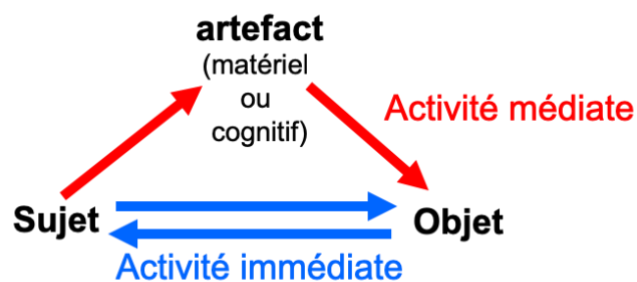 artefact
(matériel
ou
cognitif)
Activité médiate
Sujet
Objet
Activité immédiate